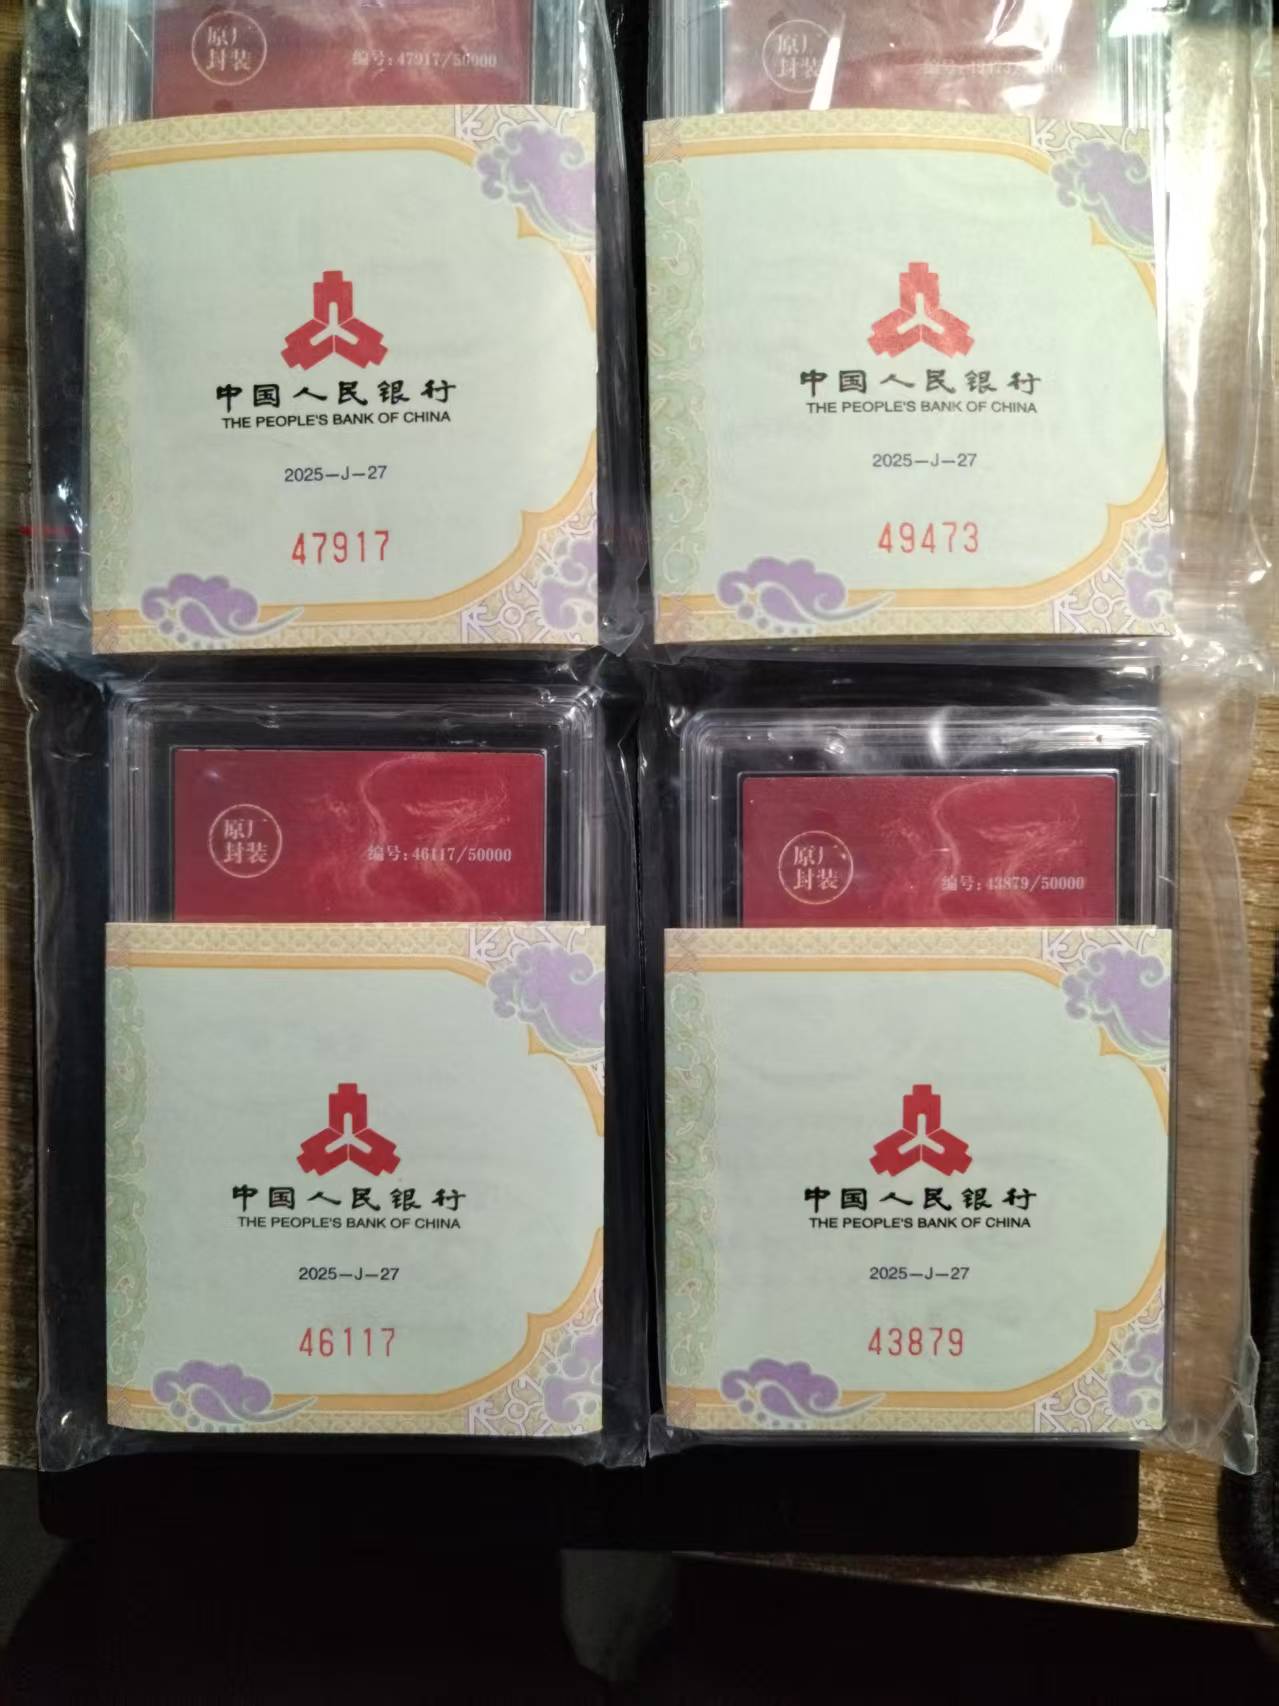 原厂
封装
编号:47917/50000
原厂
封装
中国人民银行
THE PEOPLE'S BANK OF CHINA
2025—J—27
47917
中国人民银行
THE PEOPLE'S BANK OF CHINA
2025—J—27
49473
原厂
封装
编号:46117/50000
原厂
封装
编号:43879/50000
中国人民银行
THE PEOPLE'S BANK OF CHINA
2025—J—27
46117
中国人民银行
THE PEOPLE'S BANK OF CHINA
2025—J—27
43879